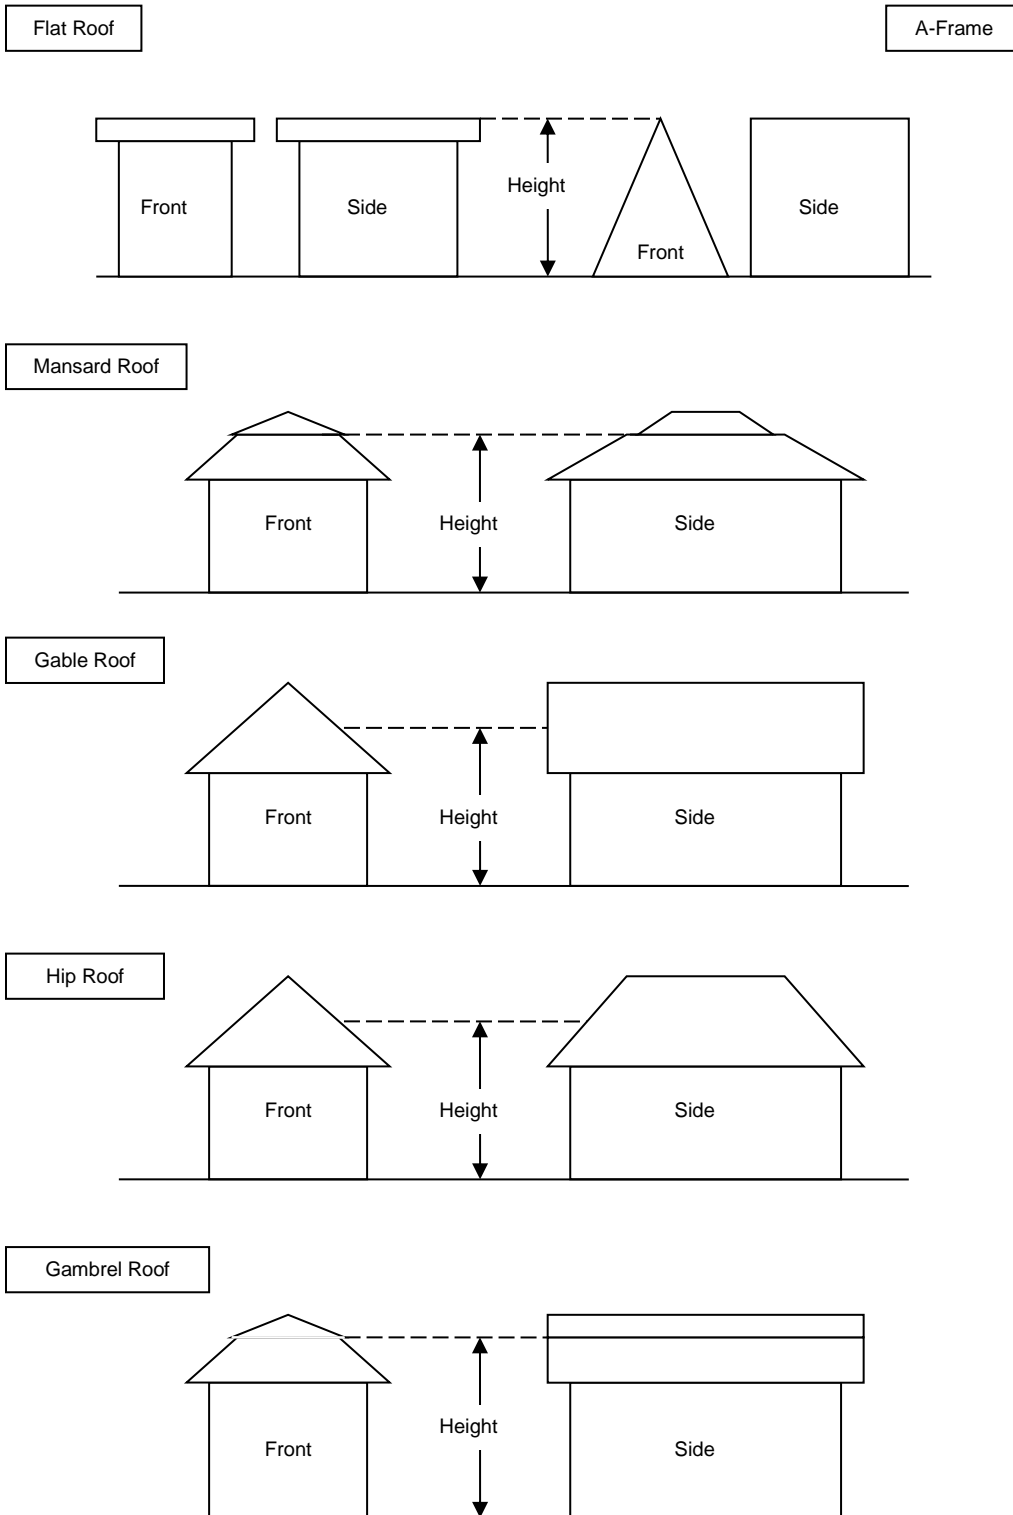 Flat Roof
A-Frame
Front
Side
Height
Front
Side
Mansard Roof
Front
Height
Side
Gable Roof
Front
Height
Side
Hip Roof
Front
Height
Side
Gambrel Roof
Front
Height
Side